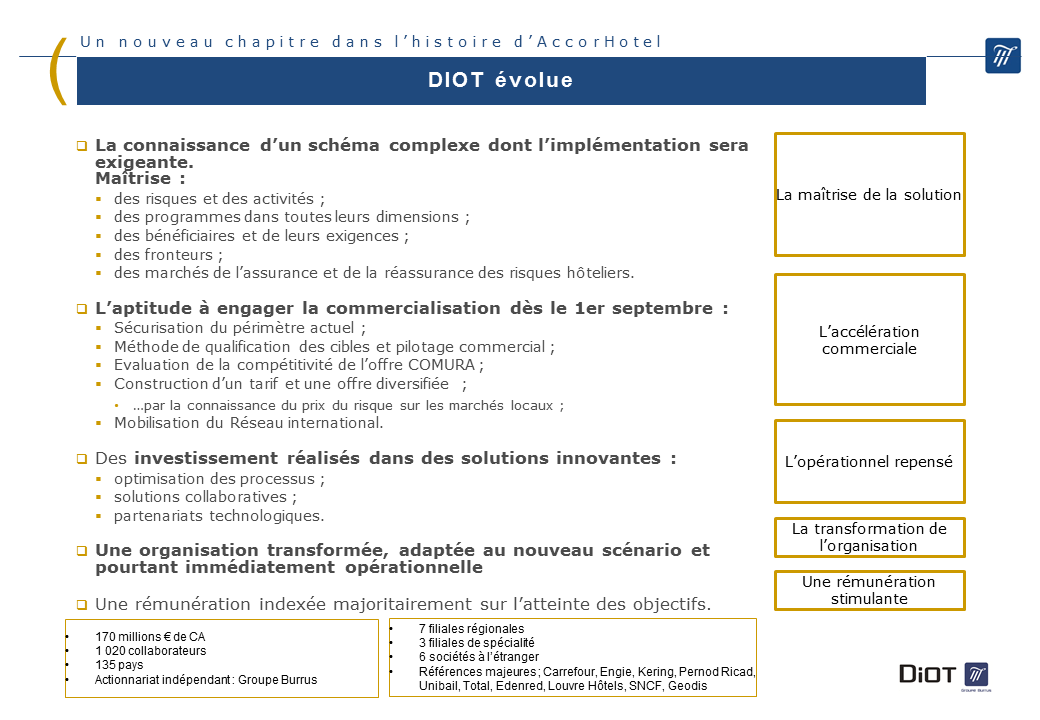 Un nouveau chapitre dans l’histoire d’AccorHotel
DIOT évolue
La connaissance d’un schéma complexe dont l’implémentation sera
exigeante.
Maîtrise :
des risques et des activités ;
des programmes dans toutes leurs dimensions ;
des bénéficiaires et de leurs exigences ;
des fronteurs ;
des marchés de l’assurance et de la réassurance des risques hôteliers.
La maîtrise de la solution
L’aptitude à engager la commercialisation dès le 1er septembre :
Sécurisation du périmètre actuel ;
Méthode de qualification des cibles et pilotage commercial ;
Evaluation de la compétitivité de l’offre COMURA ;
Construction d’un tarif et une offre diversifiée ;
…par la connaissance du prix du risque sur les marchés locaux ;
Mobilisation du Réseau international.
L’accélération
commerciale
Des investissement réalisés dans des solutions innovantes :
optimisation des processus ;
solutions collaboratives ;
partenariats technologiques.
L’opérationnel repensé
Une organisation transformée, adaptée au nouveau scénario et
pourtant immédiatement opérationnelle
La transformation de
l’organisation
Une rémunération indexée majoritairement sur l’atteinte des objectifs.
Une rémunération
stimulante
170 millions € de CA
1 020 collaborateurs
135 pays
Actionnariat indépendant : Groupe Burrus
7 filiales régionales
3 filiales de spécialité
6 sociétés à l’étranger
Références majeures ; Carrefour, Engie, Kering, Pernod Ricad,
Unibail, Total, Edenred, Louvre Hôtels, SNCF, Geodis
DiOT
Groupe Burrus